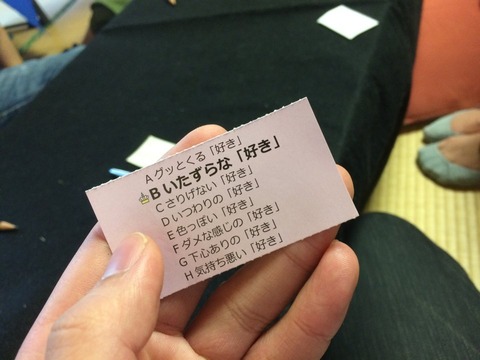 A グッとくる「好き」
B いたずらな「好き」
C さりげない「好き」
D いつわりの「好き」
E 色っぽい「好き」
F ダメな感じの「好き」
G 下心ありの「好き」
H 気持ち悪い「好き」